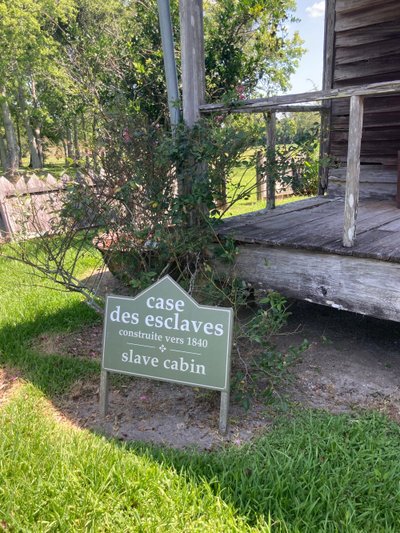 case
des esclaves
construite vers 1840
slave cabin